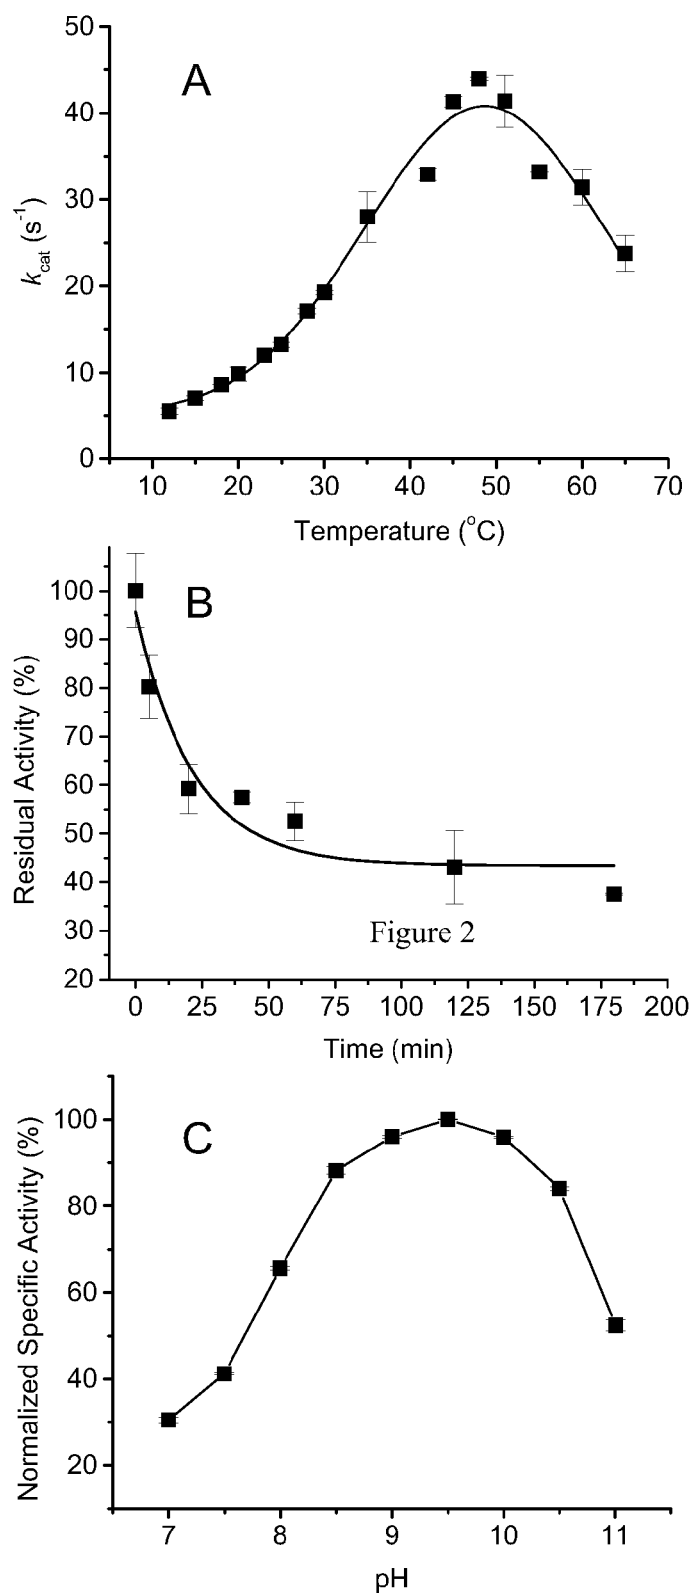 A
50
40
30
20
10
0
kcat (s-1)
10 20 30 40 50 60 70
Temperature (oC)
B
100
90
80
70
60
50
40
30
20
Residual Activity (%)
Figure 2
0 25 50 75 100 125 150 175 200
Time (min)
C
100
80
60
40
20
Normalized Specific Activity (%)
7 8 9 10 11
pH